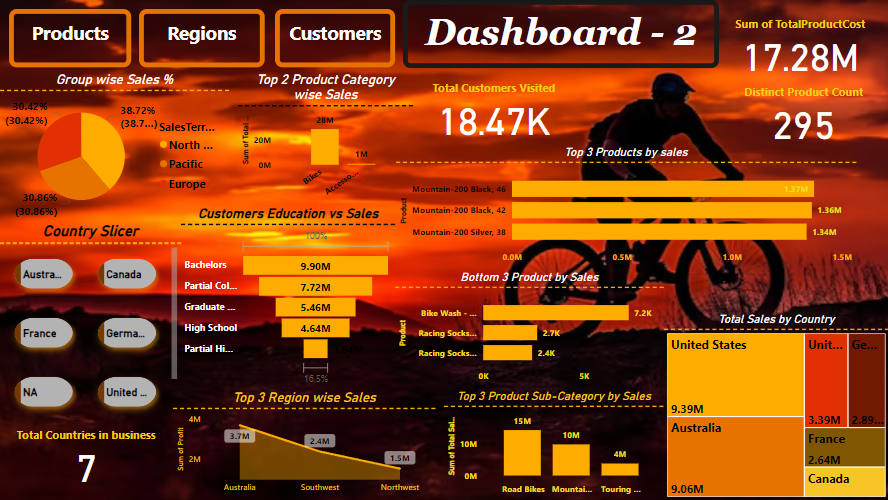 Products
Regions
Customers
Dashboard - 2
Sum of TotalProductCost
17.28M
Distinct Product Count
295
Total Customers Visited
18.47K
Group wise Sales %
30.42%
(30.42%)
38.72%
(38.7...)
30.86%
(30.86%)
SalesTerr...
North ...
Pacific
Europe
Top 2 Product Category
wise Sales
Sum of Total ...
20M
0M
28M
1M
Bikes
Accesso...
Top 3 Products by sales
Product
Mountain-200 Black, 46
1.37M
Mountain-200 Black, 42
1.36M
Mountain-200 Silver, 38
1.34M
0.0M
0.5M
1.0M
1.5M
Country Slicer
Austra...
Canada
France
Germa...
NA
United ...
Total Countries in business
7
Customers Education vs Sales
100%
Bachelors
9.90M
Partial Col...
7.72M
Graduate ...
5.46M
High School
4.64M
Partial Hi...
16.5%
Bottom 3 Product by Sales
Product
Bike Wash - ...
7.2K
Racing Socks...
2.7K
Racing Socks...
2.4K
0K
5K
Top 3 Region wise Sales
Sum of Profit
4M
2M
3.7M
2.4M
1.5M
Australia
Southwest
Northwest
Top 3 Product Sub-Category by Sales
Sum of Total Sal...
10M
0M
15M
10M
4M
Road Bikes
Mountai...
Touring ...
Total Sales by Country
United States
9.39M
Australia
9.06M
Unit...
3.39M
Ge...
2.89...
France
2.64M
Canada